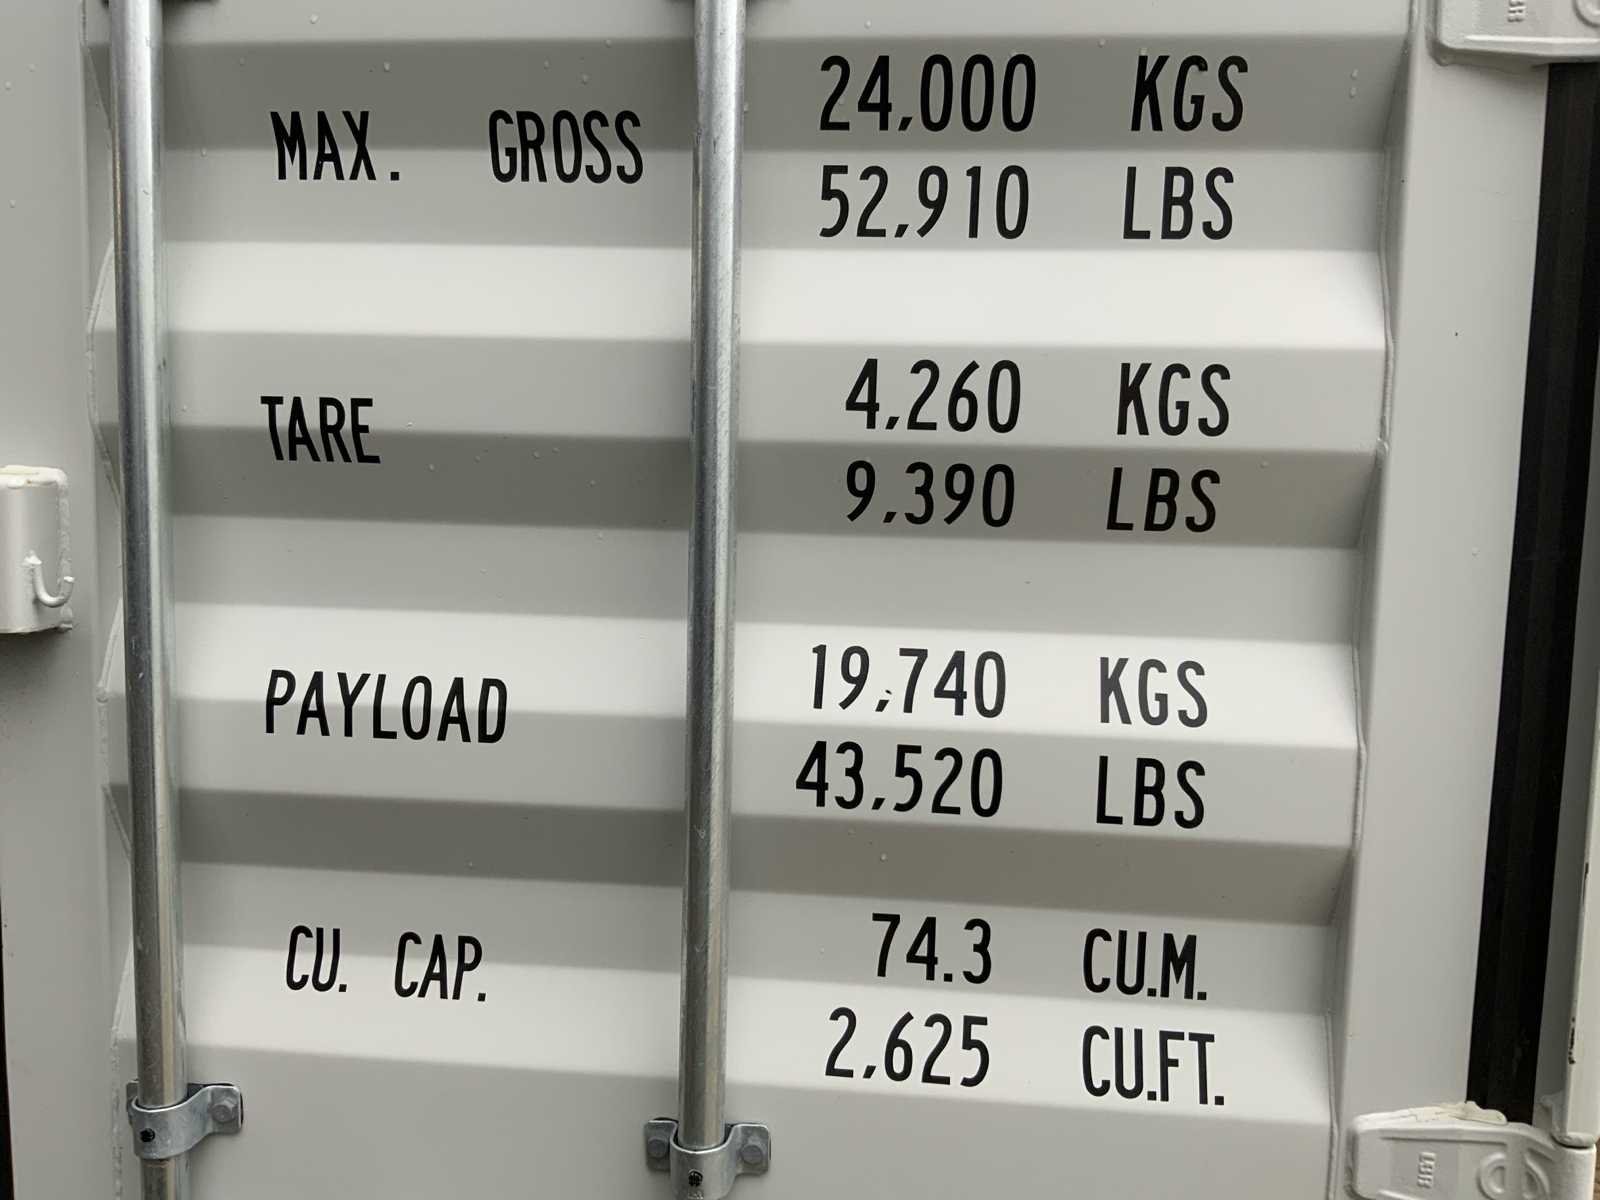 MAX. GROSS 24,000 KGS
52,910 LBS
TARE 4,260 KGS
9,390 LBS
PAYLOAD 19,740 KGS
43,520 LBS
CU. CAP. 74.3 CU.M.
2,625 CU.FT.